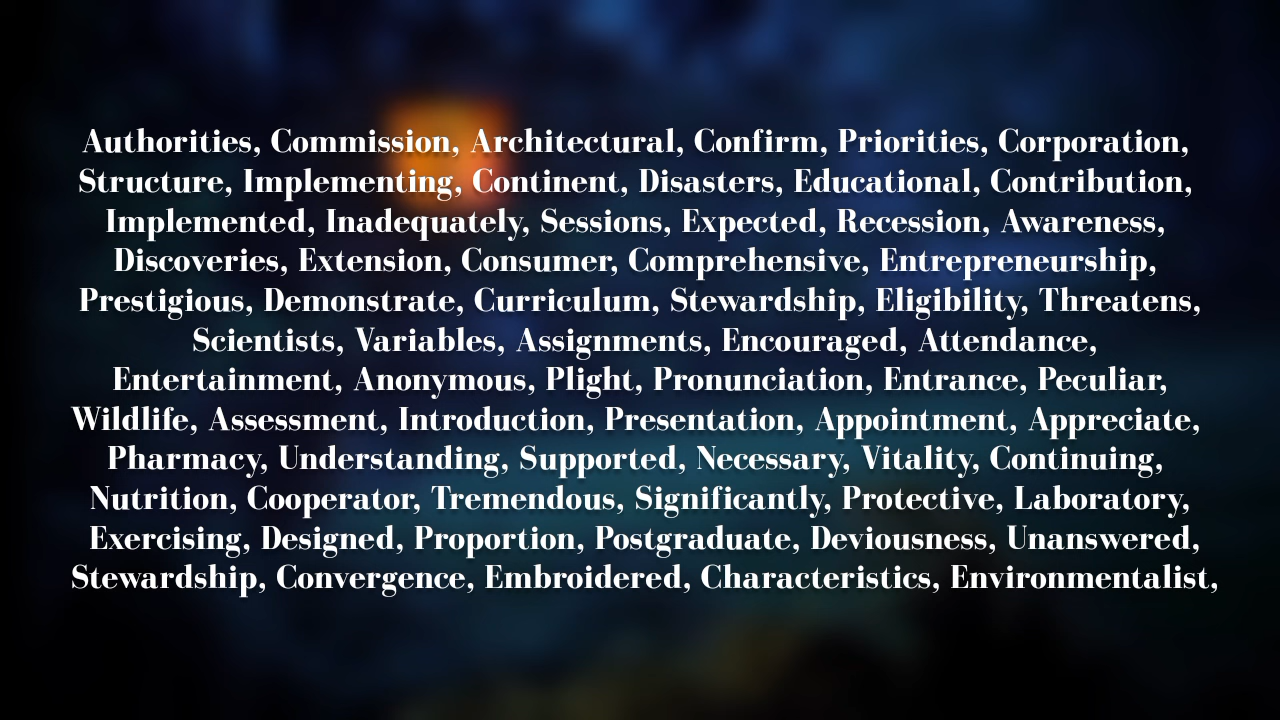 Authorities, Commission, Architectural, Confirm, Priorities, Corporation,
Structure, Implementing, Continent, Disasters, Educational, Contribution,
Implemented, Inadequately, Sessions, Expected, Recession, Awareness,
Discoveries, Extension, Consumer, Comprehensive, Entrepreneurship,
Prestigious, Demonstrate, Curriculum, Stewardship, Eligibility, Threatens,
Scientists, Variables, Assignments, Encouraged, Attendance,
Entertainment, Anonymous, Plight, Pronunciation, Entrance, Peculiar,
Wildlife, Assessment, Introduction, Presentation, Appointment, Appreciate,
Pharmacy, Understanding, Supported, Necessary, Vitality, Continuing,
Nutrition, Cooperator, Tremendous, Significantly, Protective, Laboratory,
Exercising, Designed, Proportion, Postgraduate, Deviousness, Unanswered,
Stewardship, Convergence, Embroidered, Characteristics, Environmentalist,